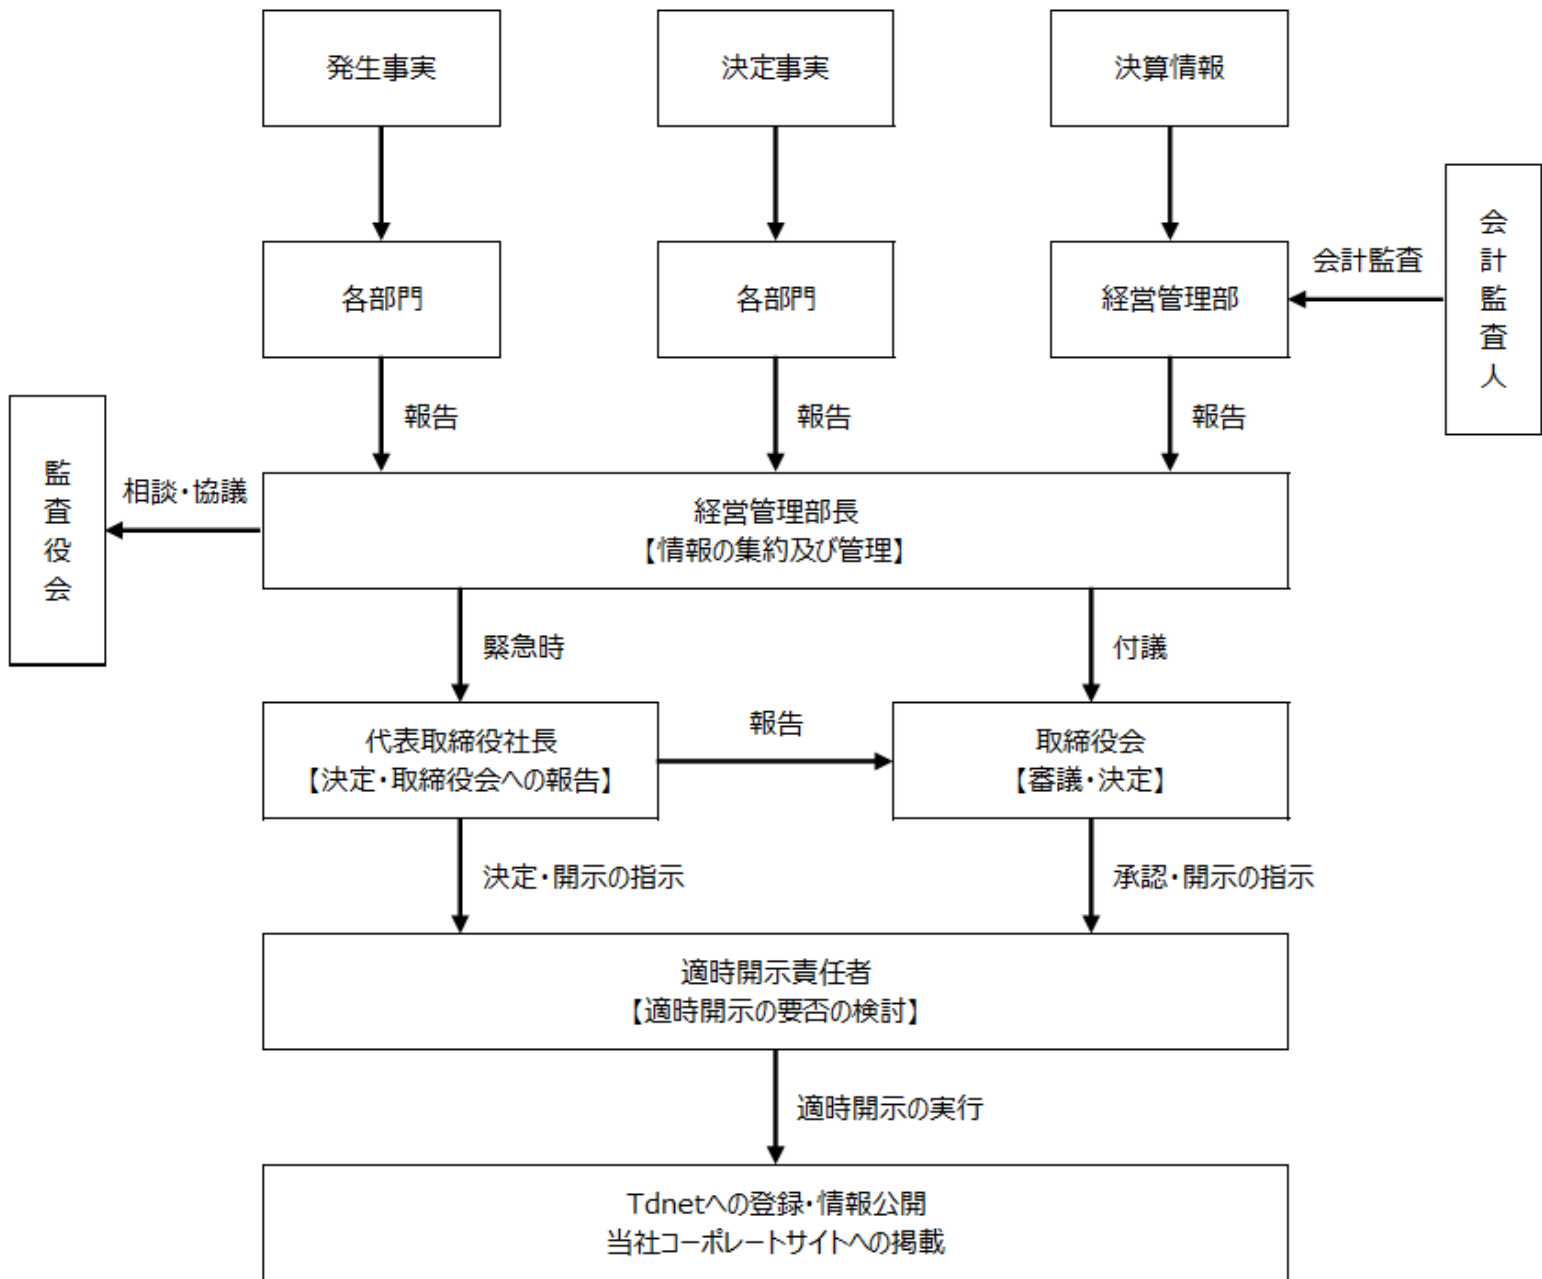 発生事実
決定事実
決算情報
各部門
各部門
経営管理部
会計監査
会計監査人
報告
報告
報告
監査役会
相談・協議
経営管理部長
【情報の集約及び管理】
緊急時
付議
代表取締役社長
【決定・取締役会への報告】
報告
取締役会
【審議・決定】
決定・開示の指示
承認・開示の指示
適時開示責任者
【適時開示の要否の検討】
適時開示の実行
Tdnetへの登録・情報公開
当社コーポレートサイトへの掲載